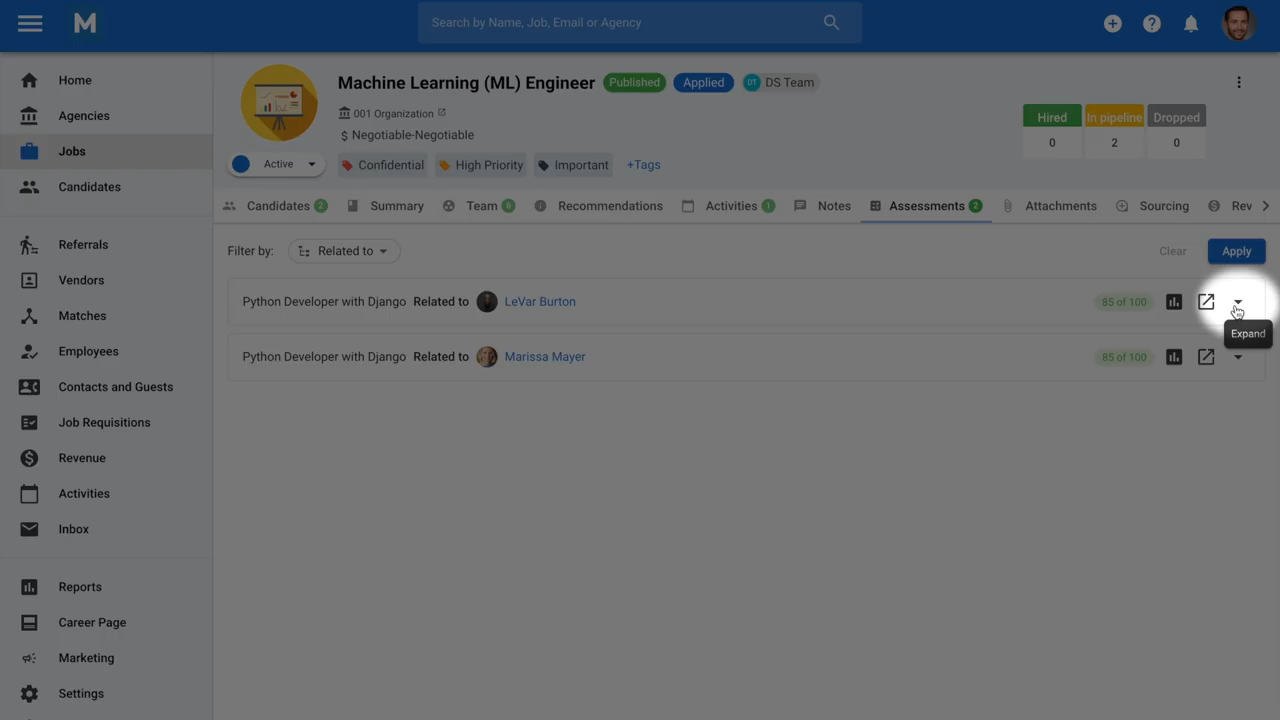 M
Search by Name, Job, Email or Agency
Home
Agencies
Jobs
Candidates
Referrals
Vendors
Matches
Employees
Contacts and Guests
Job Requisitions
Revenue
Activities
Inbox
Reports
Career Page
Marketing
Settings
Machine Learning (ML) Engineer Published Applied DT DS Team
001 Organization
$ Negotiable-Negotiable
Active Confidential High Priority Important +Tags
Hired In pipeline Dropped
0 2 0
Candidates 2 Summary Team 6 Recommendations Activities 1 Notes Assessments 2 Attachments Sourcing Rev
Filter by: Related to Clear Apply
Python Developer with Django Related to LeVar Burton 85 of 100
Expand
Python Developer with Django Related to Marissa Mayer 85 of 100